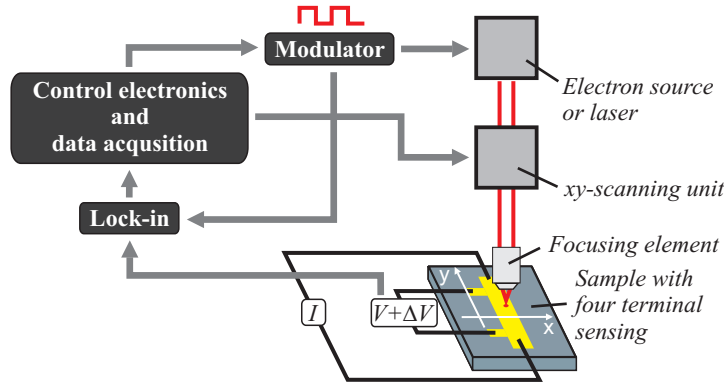 Modulator
Control electronics
and
data acqusition
Electron source
or laser
xy-scanning unit
Lock-in
Focusing element
Sample with
four terminal
sensing
I
V+ΔV
y
x